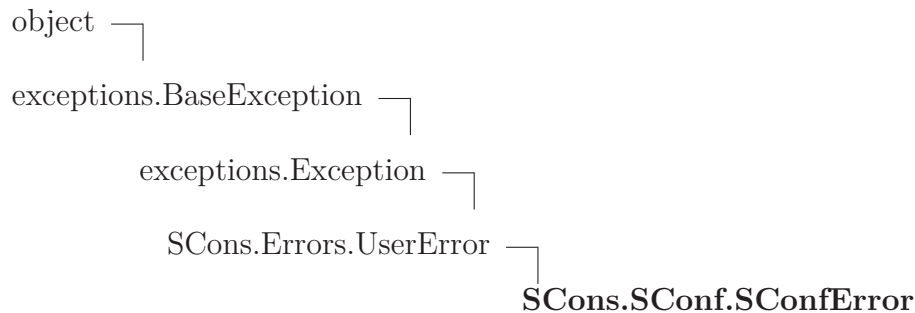 object
exceptions.BaseException
exceptions.Exception
SCons.Errors.UserError
SCons.SConf.SConfError